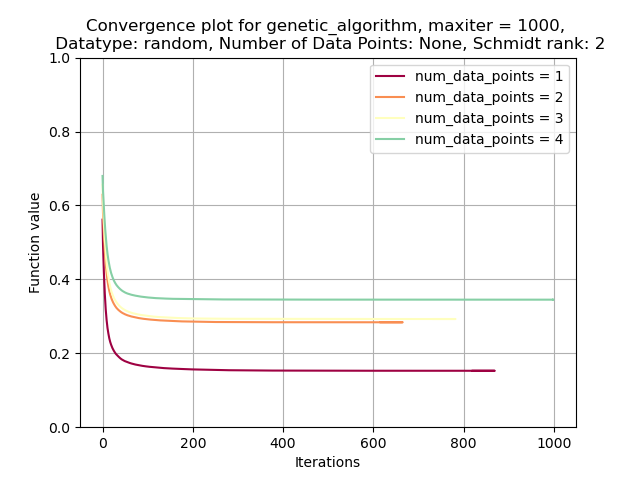 Convergence plot for genetic_algorithm, maxiter = 1000,
Datatype: random, Number of Data Points: None, Schmidt rank: 2
num_data_points = 1
num_data_points = 2
num_data_points = 3
num_data_points = 4
Function value
1.0
0.8
0.6
0.4
0.2
0.0
0 200 400 600 800 1000
Iterations